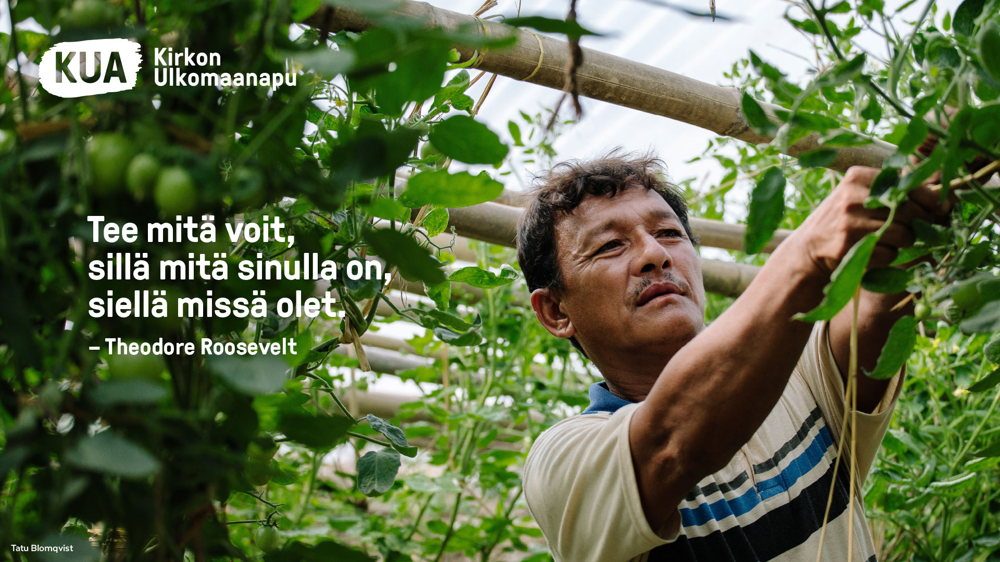 KUA
Kirkon
Ulkomaanapu
Tee mitä voit,
sillä mitä sinulla on,
siellä missä olet.
– Theodore Roosevelt
Tatu Blomqvist